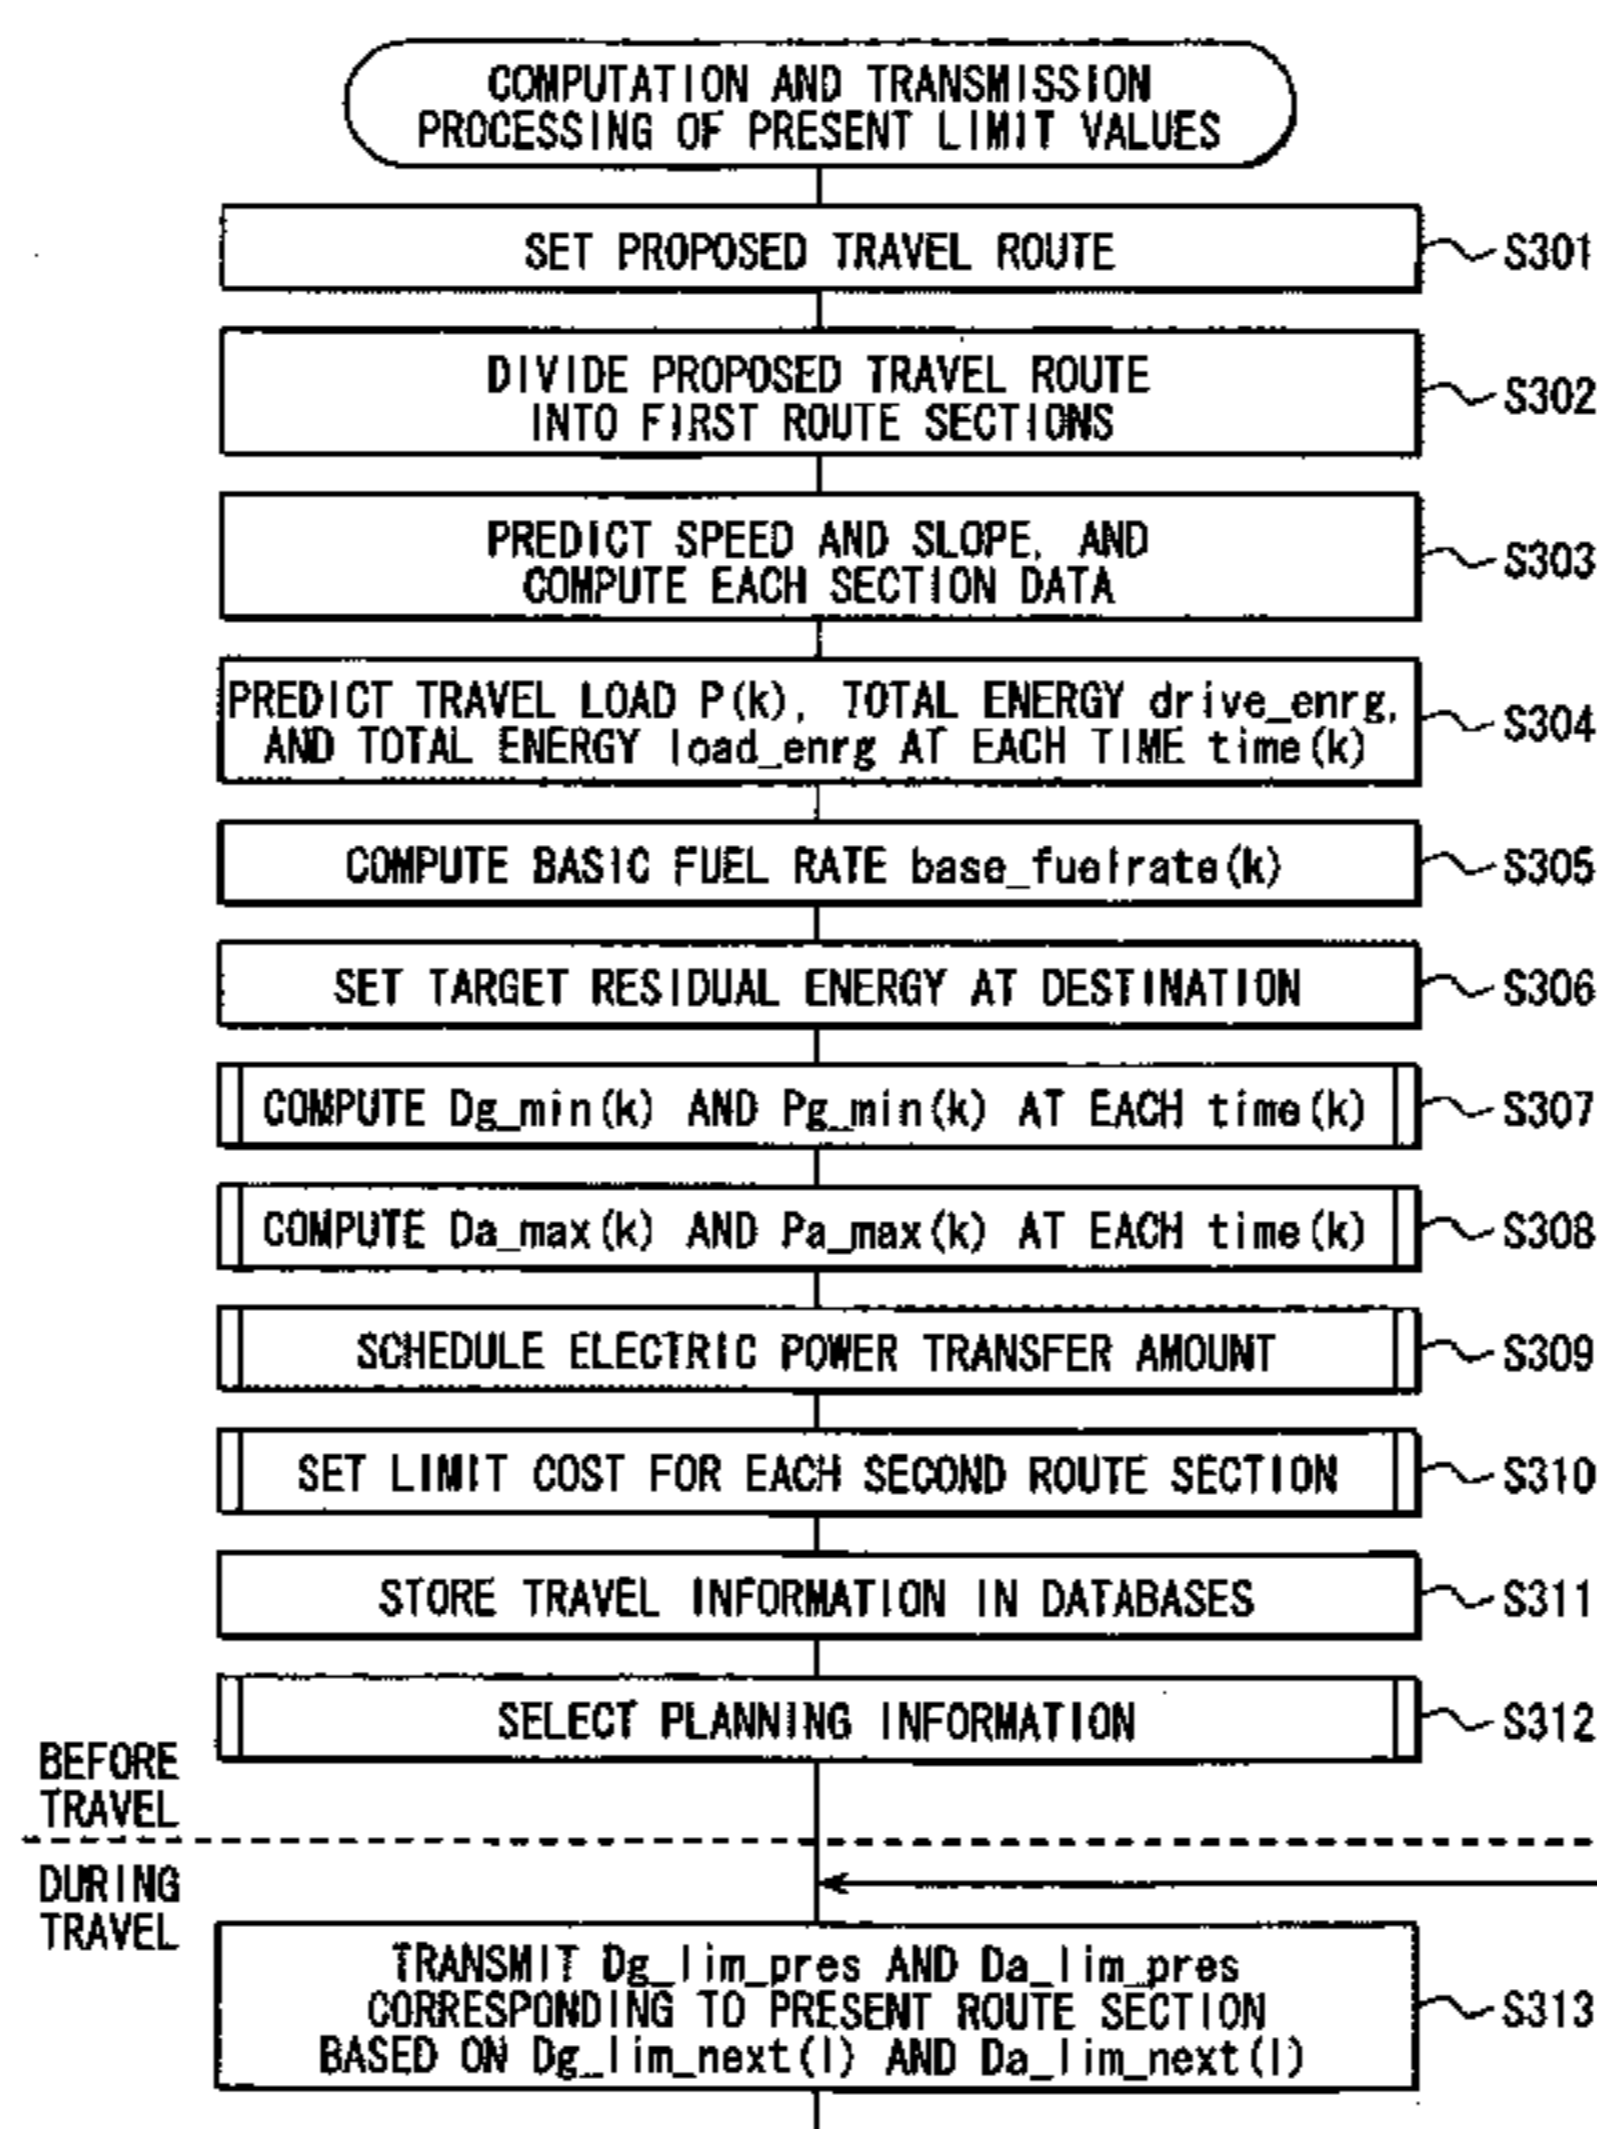 COMPUTATION AND TRANSMISSION
PROCESSING OF PRESENT LIMIT VALUES
SET PROPOSED TRAVEL ROUTE
S301
DIVIDE PROPOSED TRAVEL ROUTE
INTO FIRST ROUTE SECTIONS
S302
PREDICT SPEED AND SLOPE, AND
COMPUTE EACH SECTION DATA
S303
PREDICT TRAVEL LOAD P(k), TOTAL ENERGY drive_enrg,
AND TOTAL ENERGY load_enrg AT EACH TIME time(k)
S304
COMPUTE BASIC FUEL RATE base_fuelrate(k)
S305
SET TARGET RESIDUAL ENERGY AT DESTINATION
S306
COMPUTE Dg_min(k) AND Pg_min(k) AT EACH time(k)
S307
COMPUTE Da_max(k) AND Pa_max(k) AT EACH time(k)
S308
SCHEDULE ELECTRIC POWER TRANSFER AMOUNT
S309
SET LIMIT COST FOR EACH SECOND ROUTE SECTION
S310
STORE TRAVEL INFORMATION IN DATABASES
S311
SELECT PLANNING INFORMATION
S312
BEFORE
TRAVEL
DURING
TRAVEL
TRANSMIT Dg_lim_pres AND Da_lim_pres
CORRESPONDING TO PRESENT ROUTE SECTION
BASED ON Dg_lim_next(l) AND Da_lim_next(l)
S313